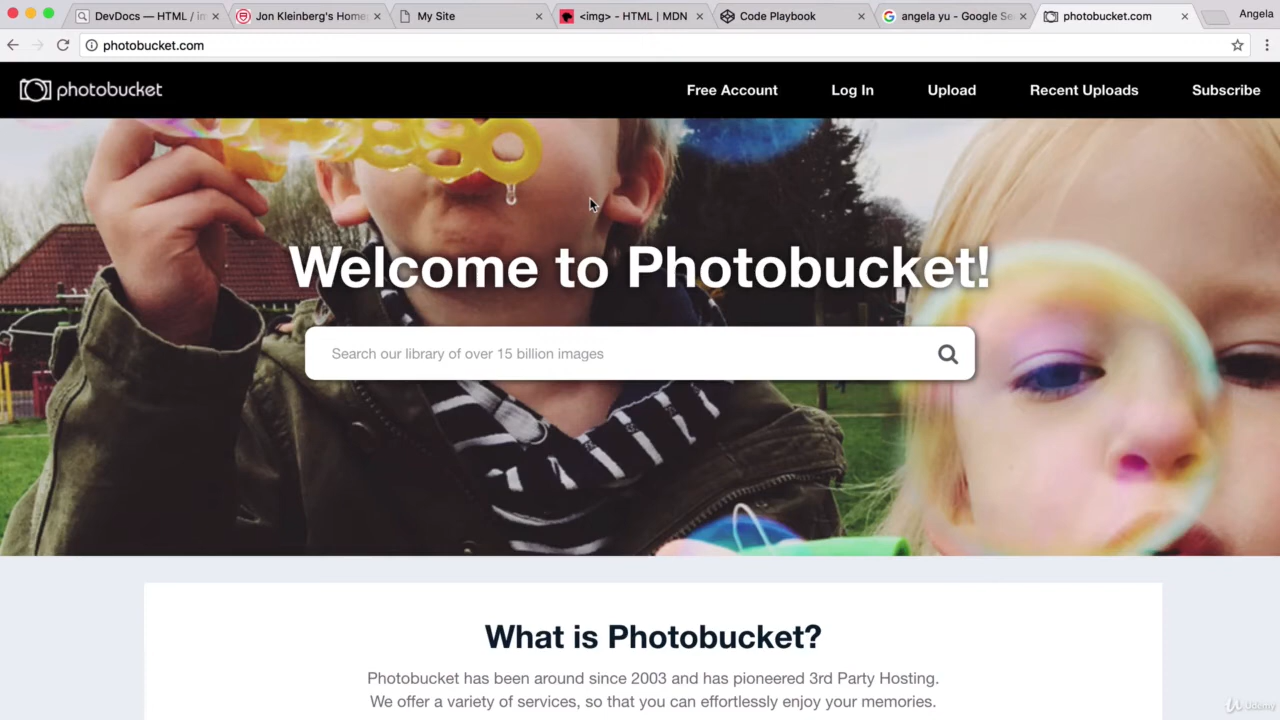 DevDocs — HTML im
Jon Kleinberg's Home
My Site
<img> - HTML | MDN
Code Playbook
angela yu - Google Se
photobucket.com
Angela
photobucket.com
photobucket
Free Account
Log In
Upload
Recent Uploads
Subscribe
Welcome to Photobucket!
Search our library of over 15 billion images
What is Photobucket?
Photobucket has been around since 2003 and has pioneered 3rd Party Hosting.
We offer a variety of services, so that you can effortlessly enjoy your memories.
Udemy